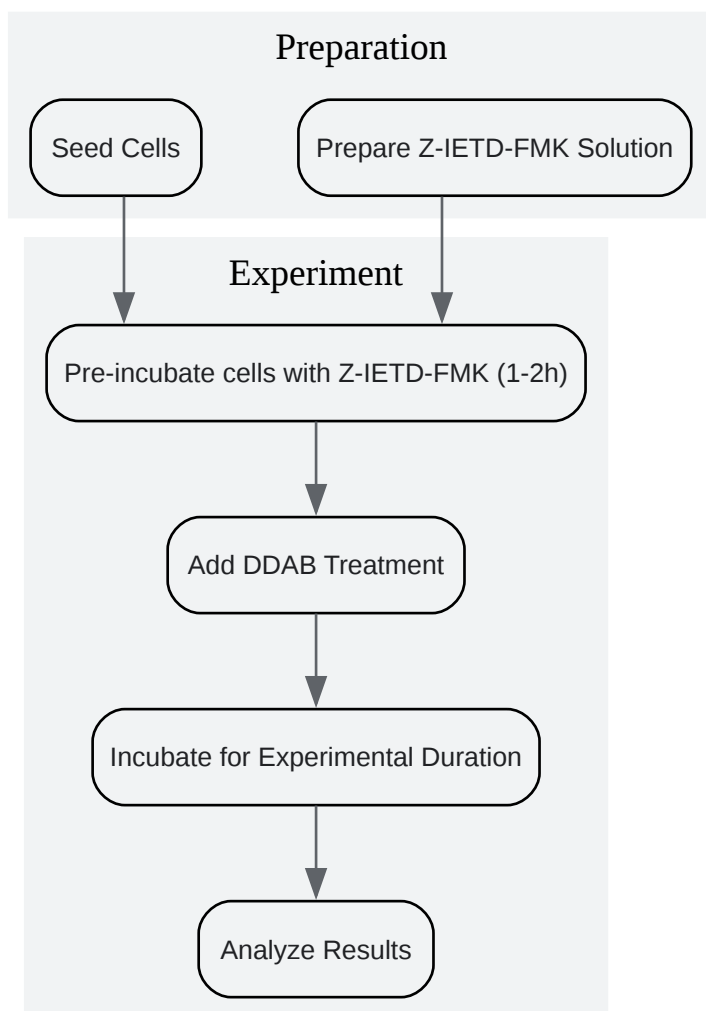 Preparation
Seed Cells
Prepare Z-IETD-FMK Solution
Experiment
Pre-incubate cells with Z-IETD-FMK (1-2h)
Add DDAB Treatment
Incubate for Experimental Duration
Analyze Results